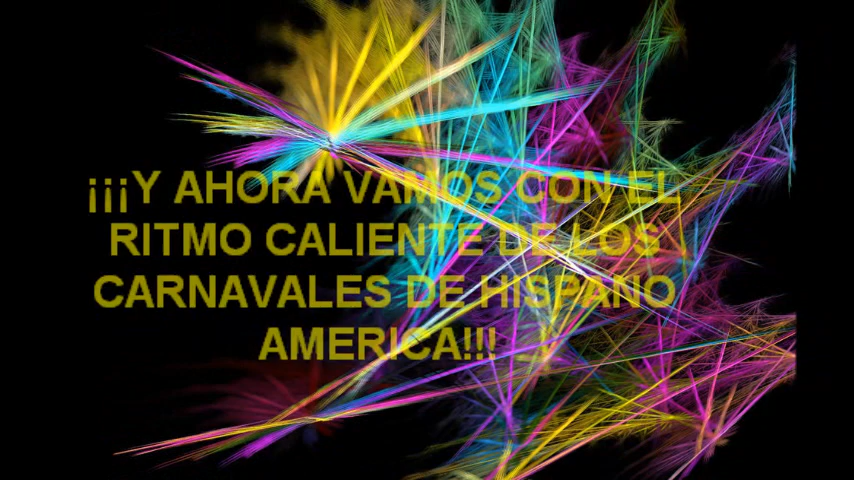 ¡¡¡Y AHORA VAMOS CON EL
RITMO CALIENTE DE LOS
CARNAVALES DE HISPANO
AMERICA!!!